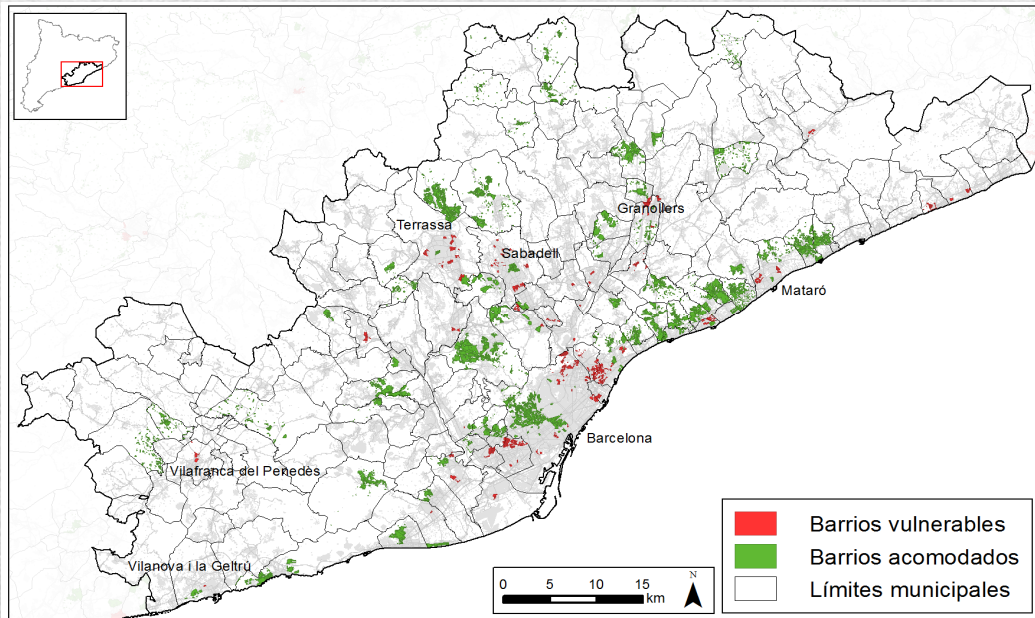 Terrassa
Granollers
Sabadell
Mataró
Barcelona
Vilafranca del Penedès
Vilanova i la Geltrú
0 5 10 15
km
N
Barrios vulnerables
Barrios acomodados
Límites municipales